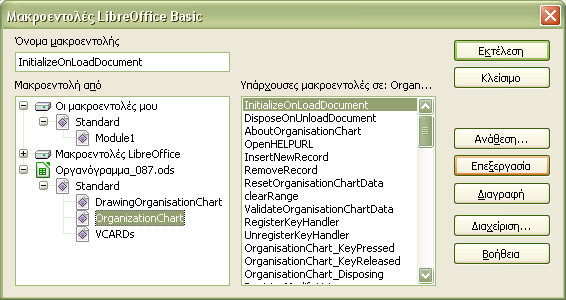 Μακροεντολές LibreOffice Basic
Όνομα μακροεντολής
InitializeOnLoadDocument
Μακροεντολή από
Οι μακροεντολές μου
Standard
Module1
Μακροεντολές LibreOffice
Οργανόγραμμα_087.ods
Standard
DrawingOrganisationChart
OrganizationChart
VCARDs
Υπάρχουσες μακροεντολές σε: Organ...
InitializeOnLoadDocument
DisposeOnUnloadDocument
AboutOrganisationChart
OpenHELPURL
InsertNewRecord
RemoveRecord
ResetOrganisationChartData
clearRange
ValidateOrganisationChartData
RegisterKeyHandler
UnregisterKeyHandler
OrganisationChart_KeyPressed
OrganisationChart_KeyReleased
OrganisationChart_Disposing
Εκτέλεση
Κλείσιμο
Ανάθεση...
Επεξεργασία
Διαγραφή
Διαχείριση...
Βοήθεια